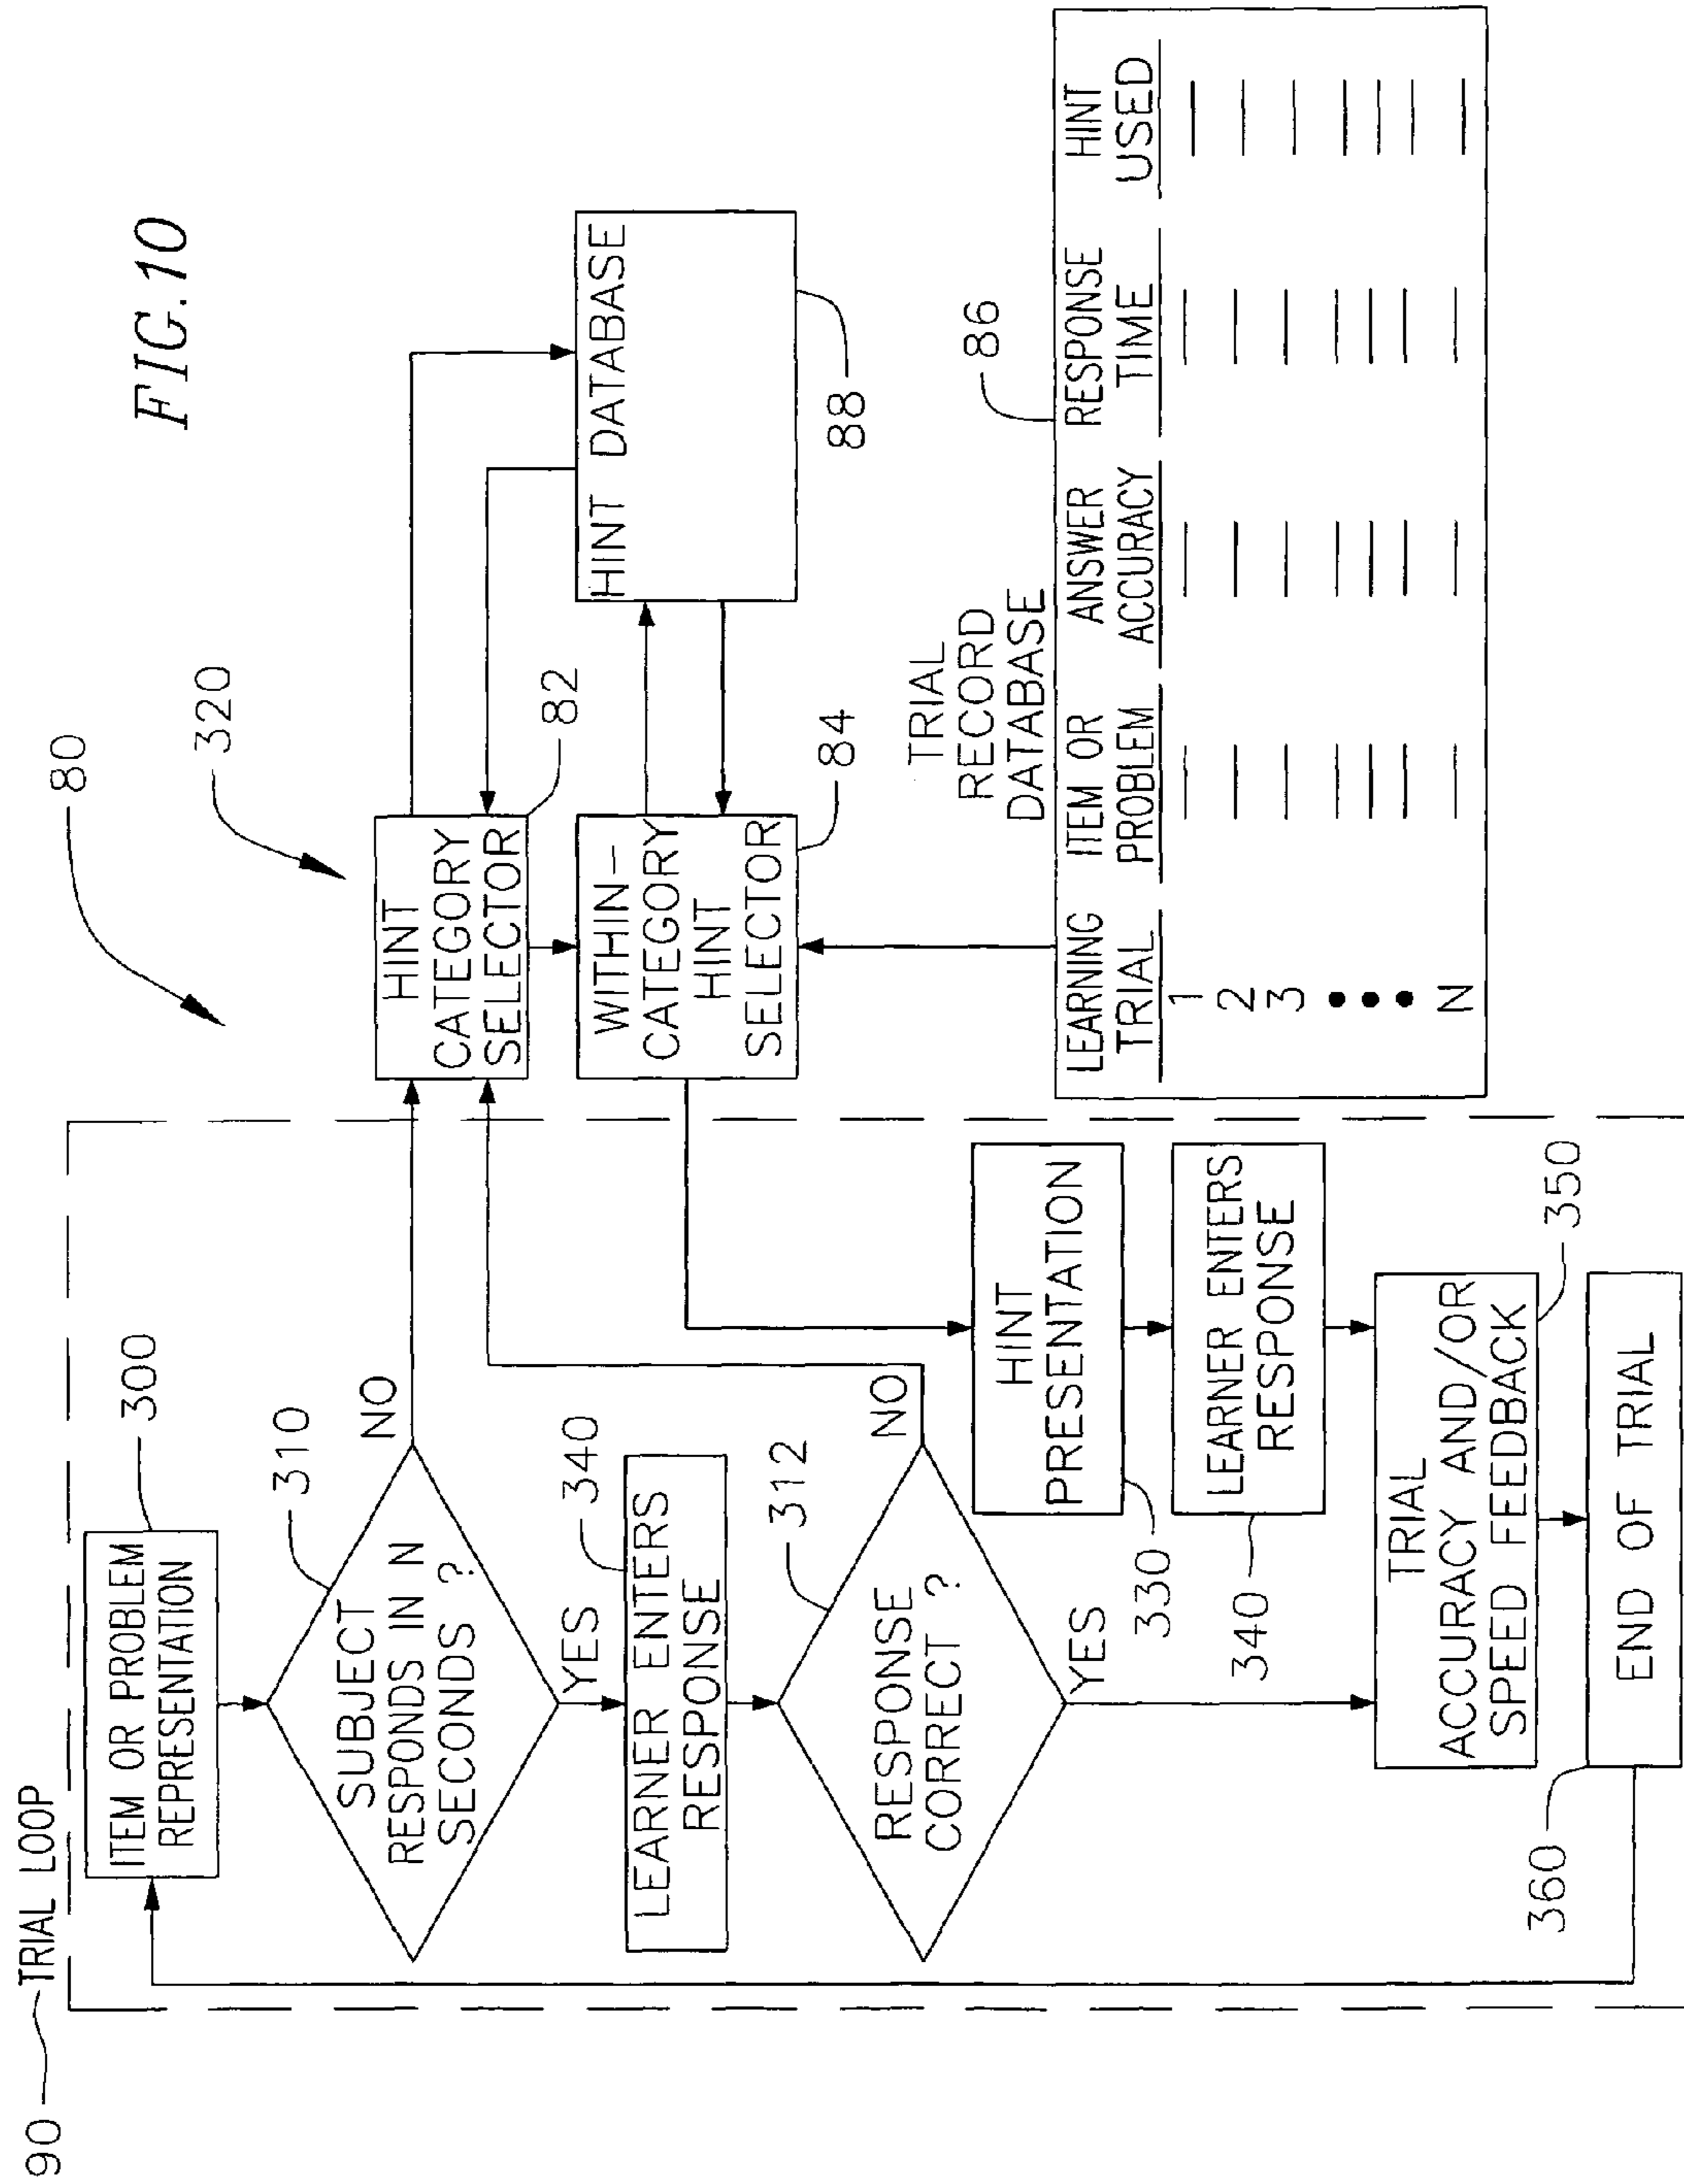 FIG.10
90
TRIAL LOOP
80
320
300
ITEM OR PROBLEM
REPRESENTATION
310
SUBJECT
RESPONDS IN N
SECONDS ?
NO
YES
340
LEARNER ENTERS
RESPONSE
312
RESPONSE
CORRECT ?
NO
YES
HINT
CATEGORY
SELECTOR
82
WITHIN-
CATEGORY
HINT
SELECTOR
84
HINT DATABASE
88
HINT
PRESENTATION
330
LEARNER ENTERS
RESPONSE
340
TRIAL
ACCURACY AND/OR
SPEED FEEDBACK
350
END OF TRIAL
360
TRIAL
RECORD
DATABASE
86
LEARNING ITEM OR ANSWER RESPONSE HINT
TRIAL PROBLEM ACCURACY TIME USED
1
2
3
•••
N